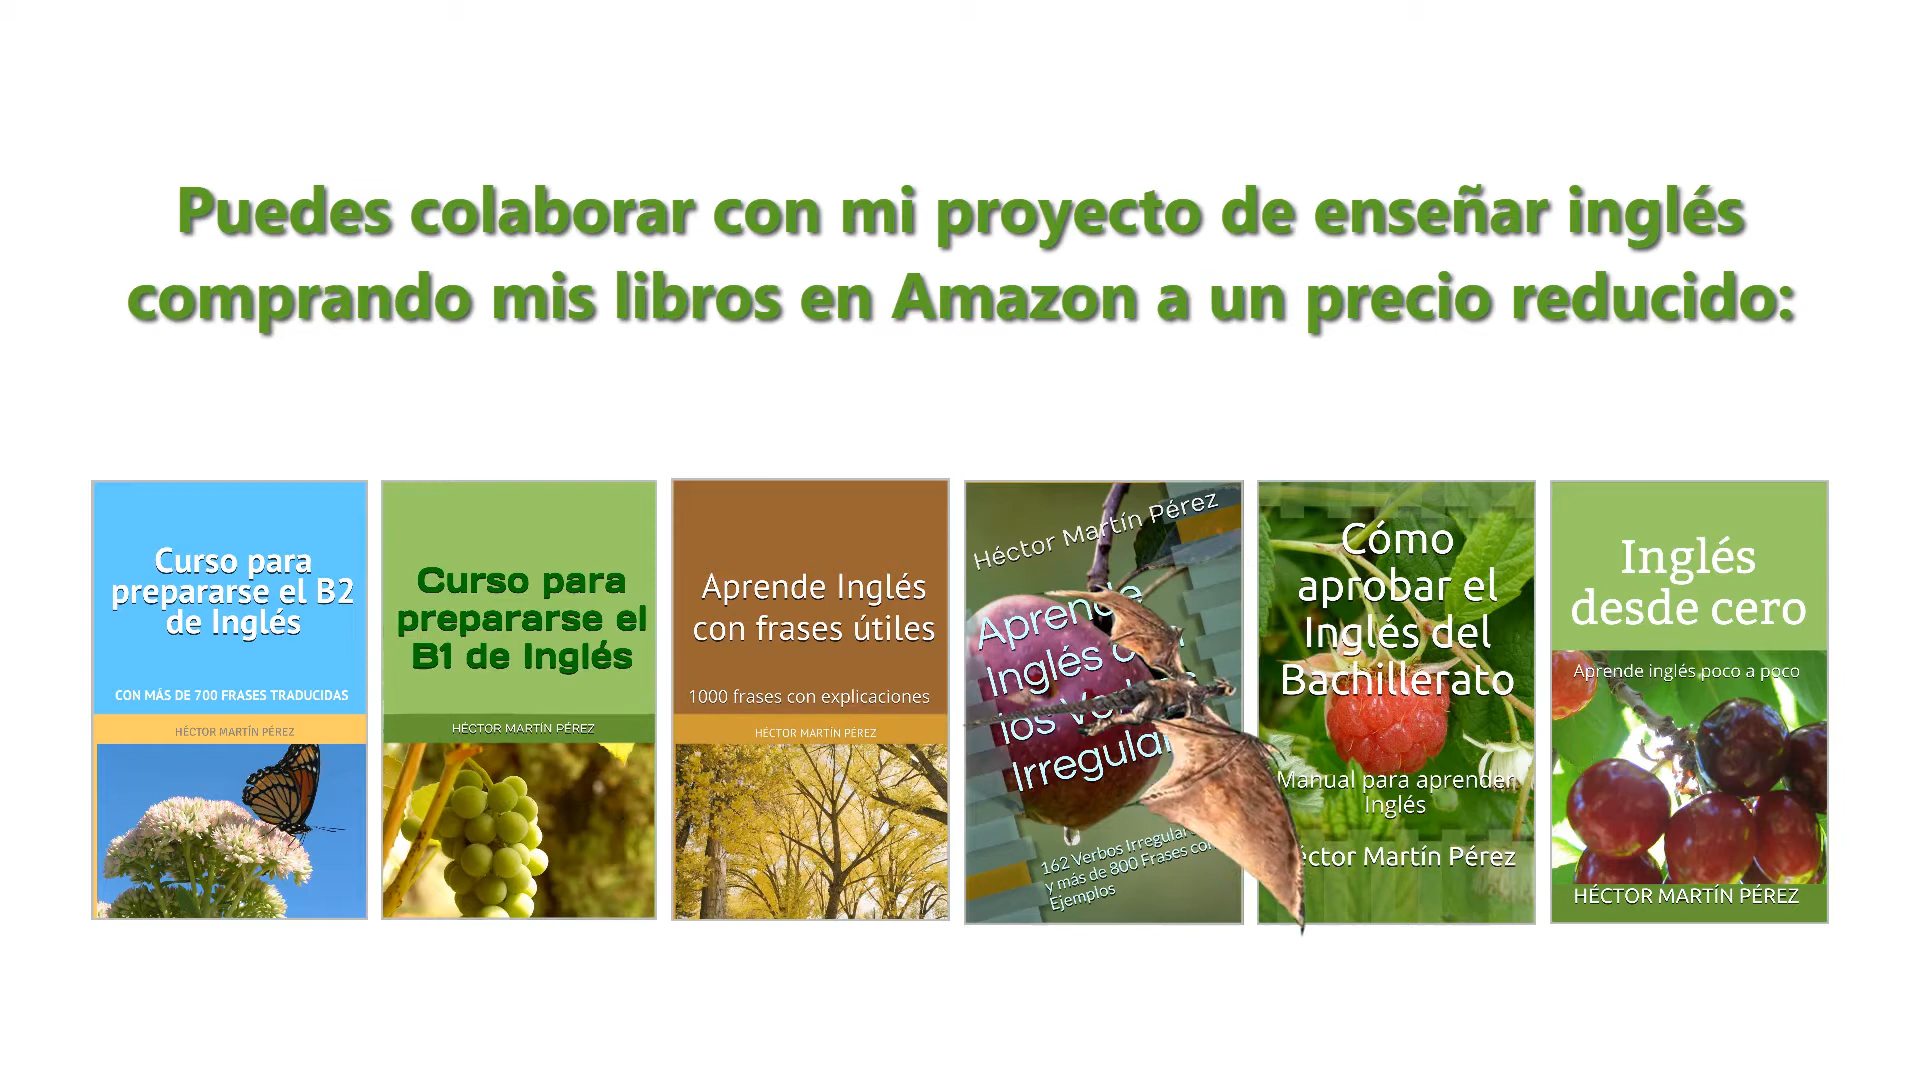 Puedes colaborar con mi proyecto de enseñar inglés
comprando mis libros en Amazon a un precio reducido:
Curso para
prepararse el B2
de Inglés
CON MÁS DE 700 FRASES TRADUCIDAS
HÉCTOR MARTÍN PÉREZ
Curso para
prepararse el
B1 de Inglés
HÉCTOR MARTÍN PÉREZ
Aprende Inglés
con frases útiles
1000 frases con explicaciones
HÉCTOR MARTÍN PÉREZ
Héctor Martín Pérez
Aprende
Inglés
los
162 Verbos
y más de 800 Frases
Ejemplos
Cómo
aprobar el
Inglés del
Bachillerato
Manual para aprender
Inglés
Martín Pérez
Inglés
desde cero
Aprende inglés poco a poco
HÉCTOR MARTÍN PÉREZ